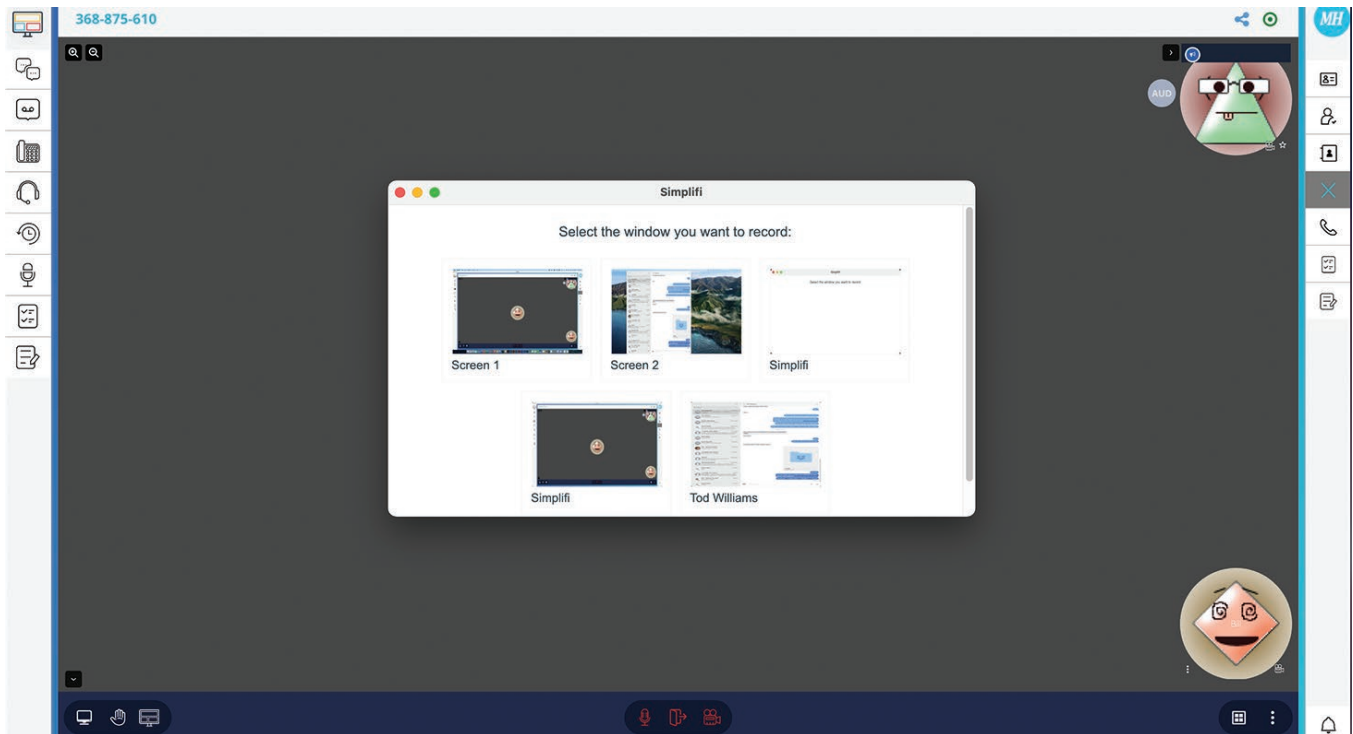 368-875-610
MH
AUD
Simplifi
Select the window you want to record:
Screen 1
Screen 2
Simplifi
Simplifi
Tod Williams